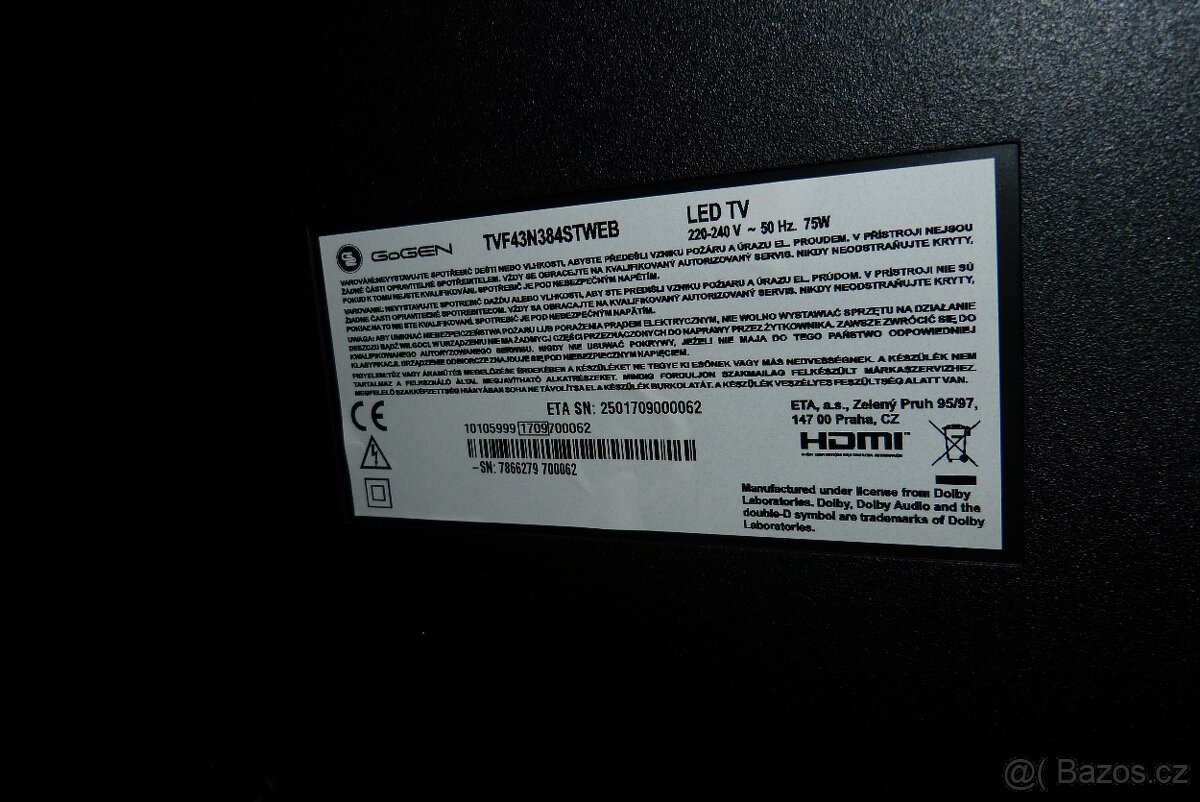 GoGEN TVF43N384STWEB LED TV
220-240 V ~ 50 Hz. 75W
VAROVÁNÍ:NEVYSTAVUJTE SPOTŘEBIČ DEŠTI NEBO VLHKOSTI, ABYSTE PŘEDEŠLI VZNIKU POŽÁRU A ÚRAZU EL. PROUDEM. V PŘÍSTROJI NEJSOU
ŽÁDNÉ ČÁSTI OPRAVITELNÉ SPOTŘEBITELEM. VŽDY SE OBRACEJTE NA KVALIFIKOVANÝ AUTORIZOVANÝ SERVIS. NIKDY NEODSTRAŇUJTE KRYTY,
POKUD K TOMU NEJSTE KVALIFIKOVÁNI. SPOTŘEBIČ JE POD NEBEZPEČNÝM NAPĚTÍM.
VAROVANIE: NEVYSTAVUJTE SPOTREBIČ DAŽĎU ALEBO VLHKOSTI, ABY STE PREDIŠLI VZNIKU POŽIARU A ÚRAZU EL. PRÚDOM. V PRÍSTROJI NIE SÚ
ŽIADNE ČASTI OPRAVITEĽNÉ SPOTREBITEĽOM. VŽDY SA OBRACAJTE NA KVALIFIKOVANÝ AUTORIZOVANÝ SERVIS. NIKDY NEODSTRAŇUJTE KRYTY,
POKIAĽ NA TO NIE STE KVALIFIKOVANÍ. SPOTREBIČ JE POD NEBEZPEČNÝM NAPÄTÍM.
UWAGA: ABY UNIKNĄĆ NIEBEZPIECZEŃSTWA POŻARU LUB PORAŻENIA PRĄDEM ELEKTRYCZNYM, NIE WOLNO WYSTAWIAĆ SPRZĘTU NA DZIAŁANIE
DESZCZU BĄDŹ WILGOCI. W URZĄDZENIU NIE MA ŻADNYCH CZĘŚCI PRZEZNACZONYCH DO NAPRAWY PRZEZ UŻYTKOWNIKA. ZAWSZE ZWRÓCIĆ SIĘ DO
KWALIFIKOWANEGO AUTORYZOWANEGO SERWISU. NIGDY NIE USUWAĆ POKRYWY, JEŻELI NIE MAJA DO TEGO PAŃSTWO ODPOWIEDNIEJ
KLASYFIKACJI. URZĄDZENIE ODBIORCZE ZNAJDUJE SIĘ POD NIEBEZPIECZNYM NAPIĘCIEM.
FIGYELEM:TŰZ VAGY ÁRAMÜTÉS MEGELŐZÉSE ÉRDEKÉBEN A KÉSZÜLÉKET NE TEGYE KI ESŐNEK VAGY MÁS NEDVESSÉGNEK. A KÉSZÜLÉK NEM
TARTALMAZ A FELHASZNÁLÓ ÁLTAL MEGJAVÍTHATÓ ALKATRÉSZEKET. MINDIG FORDULJON SZAKMAILAG FELKÉSZÜLT MÁRKASZERVIZHEZ.
MEGFELELŐ SZAKKÉPZETTSÉG HIÁNYÁBAN SOHA NE TÁVOLÍTSA EL A KÉSZÜLÉK BURKOLATÁT. A KÉSZÜLÉK VESZÉLYES FESZÜLTSÉG ALATT VAN.
CE
ETA SN: 2501709000062
10105999 1709700062
-SN: 7866279 700062
ETA, a.s., Zelený Pruh 95/97,
147 00 Praha, CZ
HDMI
Manufactured under license from Dolby
Laboratories. Dolby, Dolby Audio and the
double-D symbol are trademarks of Dolby
Laboratories.
@( Bazos.cz